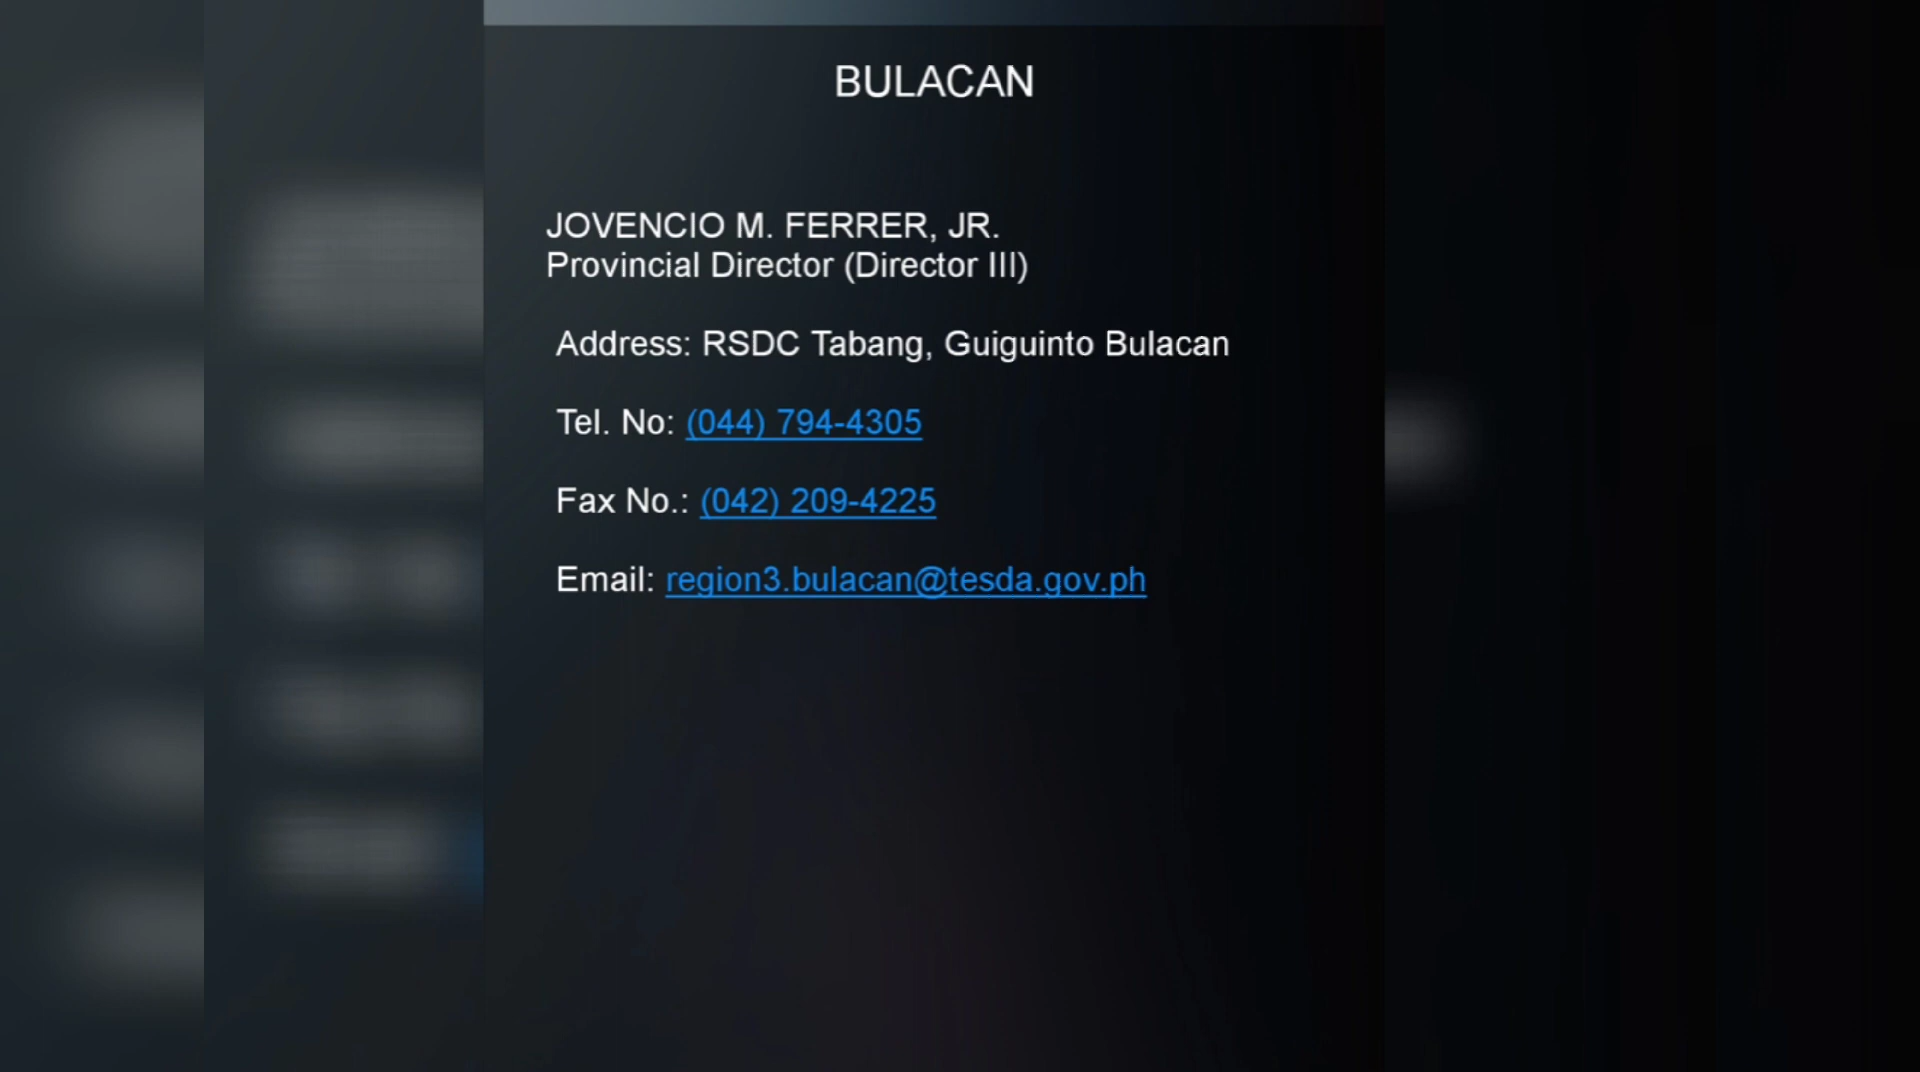 BULACAN
JOVENCIO M. FERRER, JR.
Provincial Director (Director III)
Address: RSDC Tabang, Guiguinto Bulacan
Tel. No: (044) 794-4305
Fax No.: (042) 209-4225
Email: region3.bulacan@tesda.gov.ph